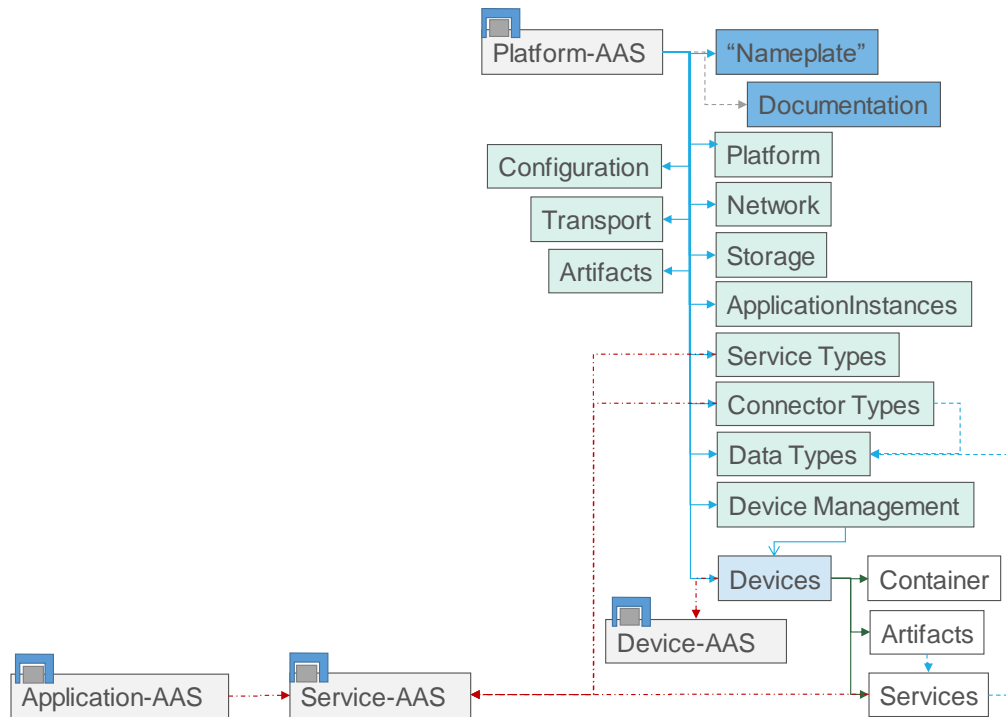 Platform-AAS
“Nameplate”
Documentation
Platform
Configuration
Network
Transport
Storage
Artifacts
ApplicationInstances
Service Types
Connector Types
Data Types
Device Management
Devices
Container
Device-AAS
Artifacts
Application-AAS
Service-AAS
Services